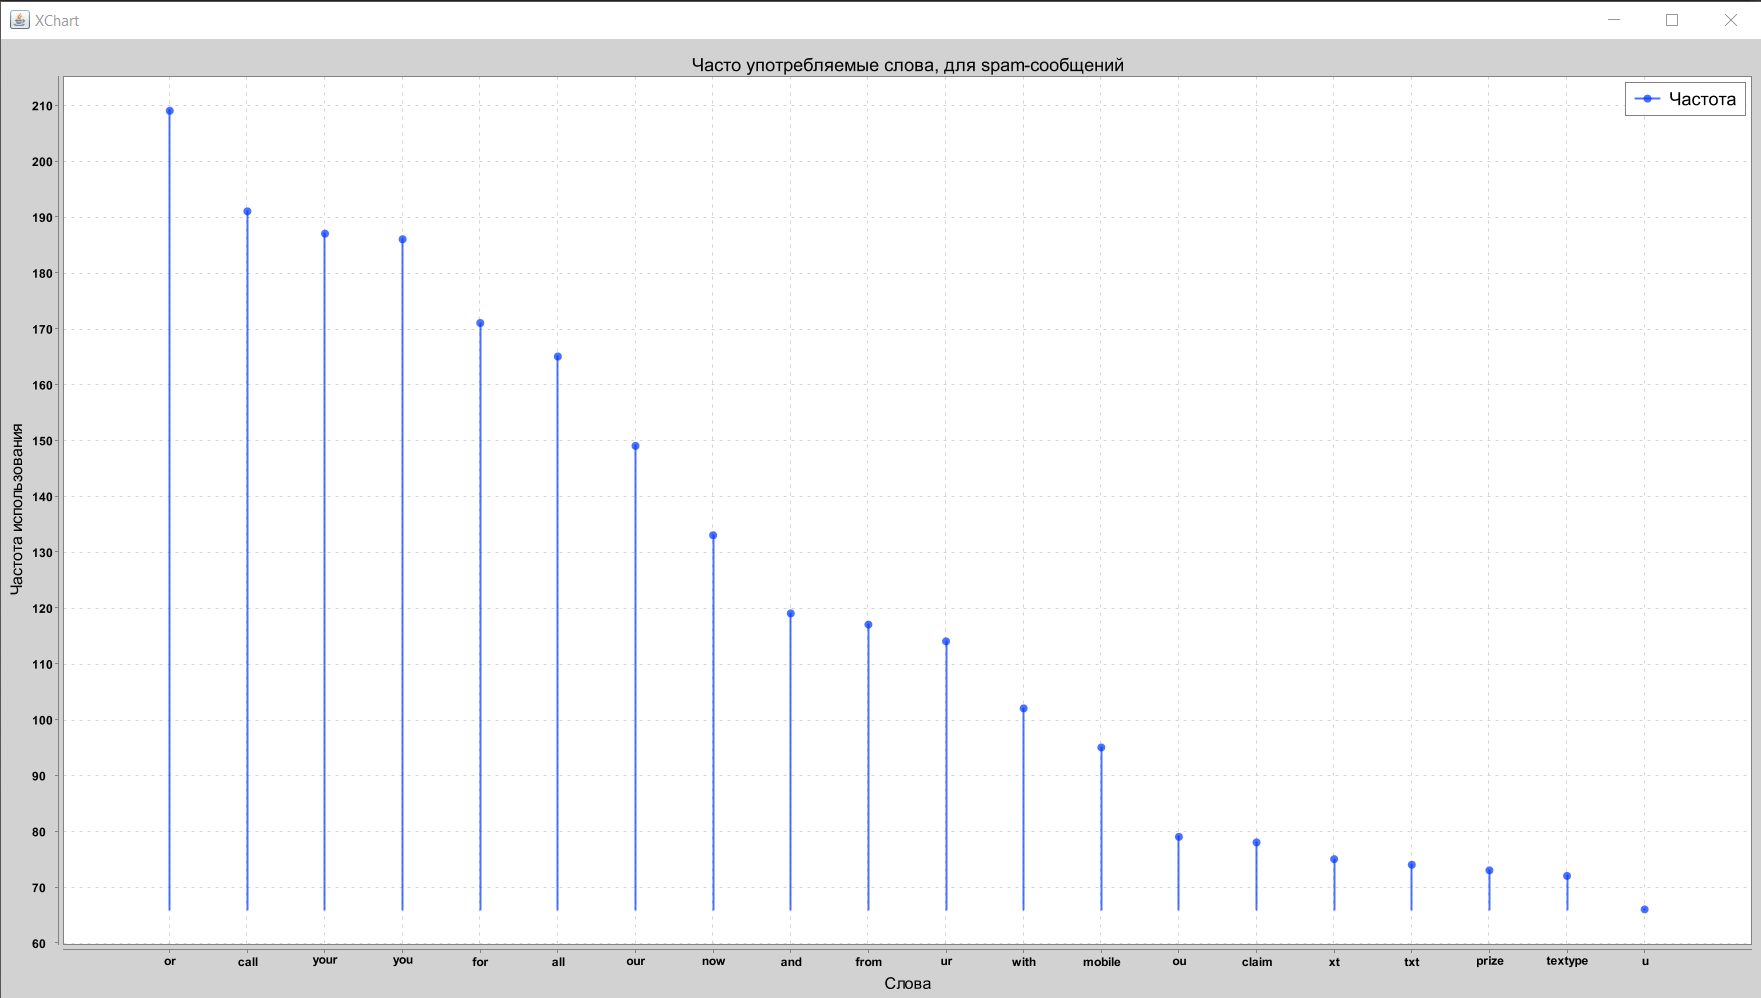 XChart
Часто употребляемые слова, для spam-сообщений
Частота
Частота использования
210
200
190
180
170
160
150
140
130
120
110
100
90
80
70
60
or call your you for all our now and from ur with mobile ou claim xt txt prize textype u
Слова